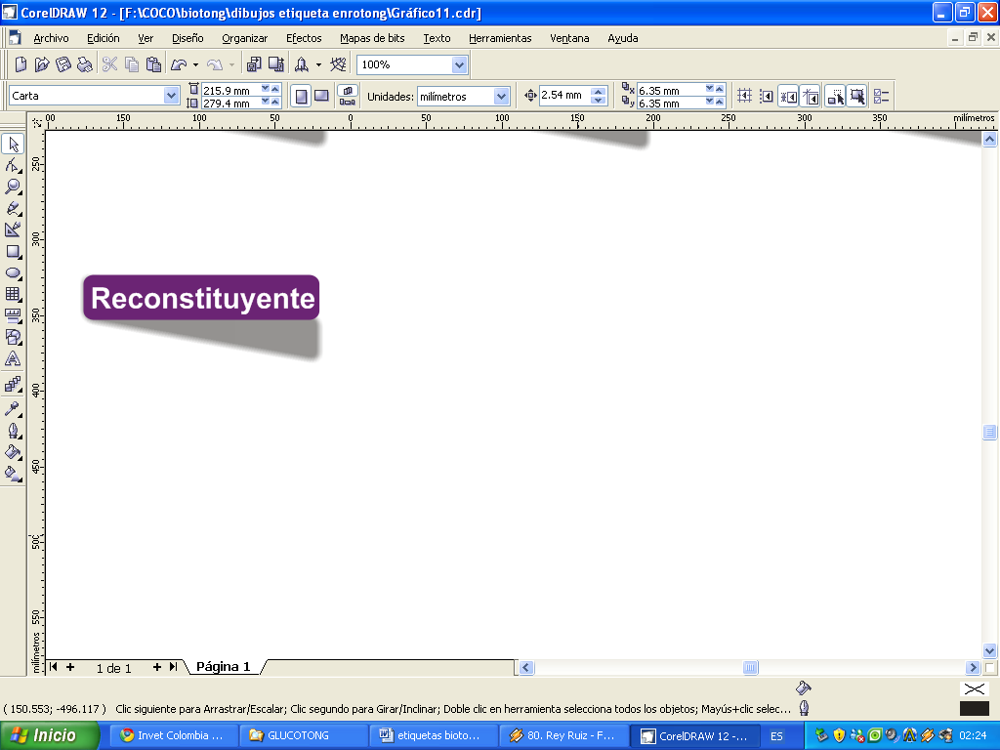 CorelDRAW 12 - [F:\COCO\biotong\dibujos etiqueta enrotong\Gráfico11.cdr]
Archivo Edición Ver Diseño Organizar Efectos Mapas de bits Texto Herramientas Ventana Ayuda
100%
Carta 215.9 mm 279.4 mm Unidades: milímetros 2.54 mm x 6.35 mm y 6.35 mm
00 150 100 50 0 50 100 150 200 250 300 350 milímetros
250
300
350
400
450
500
550
milímetros
Reconstituyente
1 de 1 Página 1
( 150.553; -496.117 ) Clic siguiente para Arrastrar/Escalar; Clic segundo para Girar/Inclinar; Doble clic en herramienta selecciona todos los objetos; Mayús+clic selec...
Inicio Invet Colombia ... GLUCOTONG etiquetas bioto... 80. Rey Ruiz - F... CorelDRAW 12 -... ES 02:24